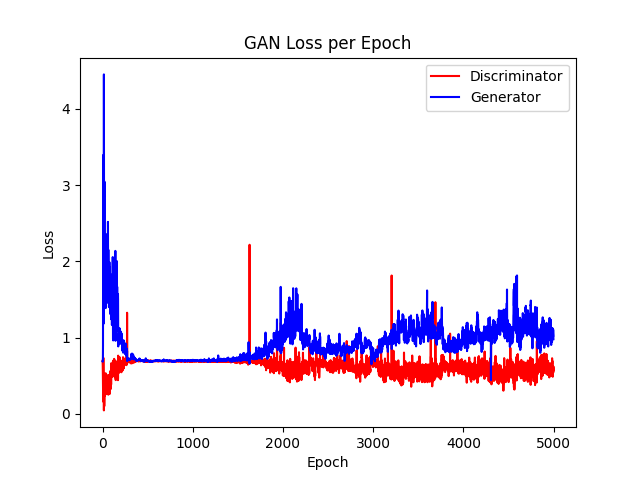 GAN Loss per Epoch
Discriminator
Generator
4
3
2
1
0
Loss
0 1000 2000 3000 4000 5000
Epoch